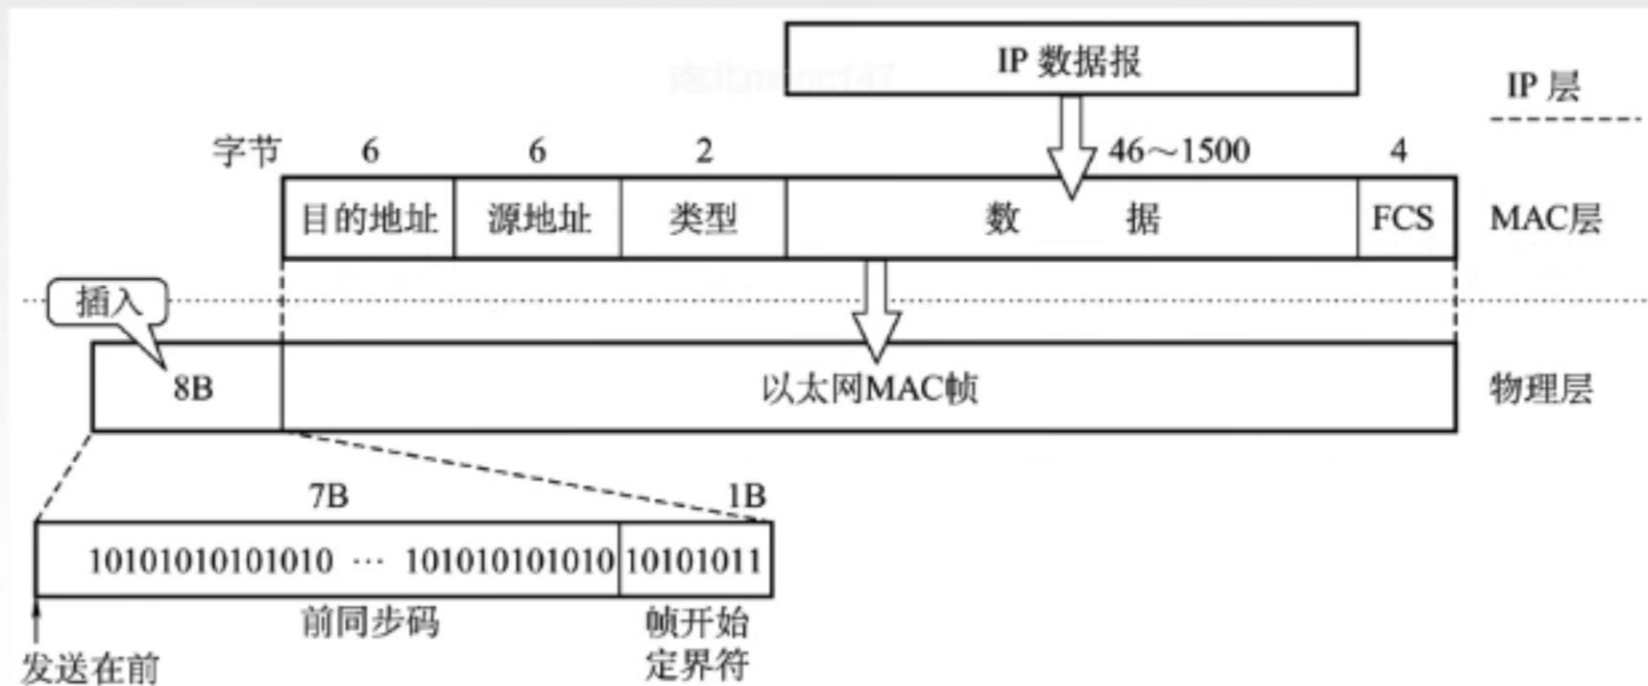 IP 数据报
IP 层
字节 6 6 2 46～1500 4
目的地址 源地址 类型 数 据 FCS MAC层
插入
8B 以太网MAC帧 物理层
7B 1B
10101010101010 ··· 101010101010 10101011
前同步码 帧开始
定界符
发送在前